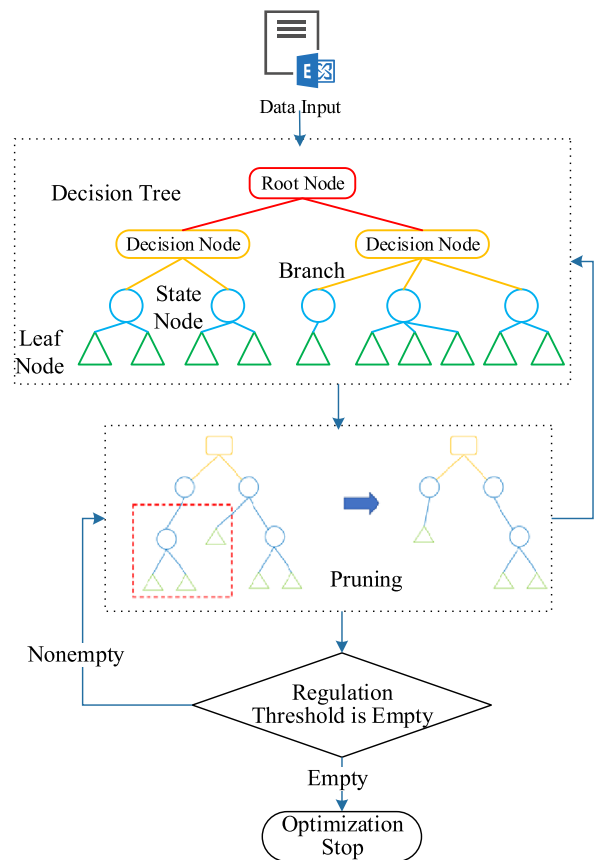 E
Data Input
Root Node
Decision Tree
Decision Node
Decision Node
Branch
State
Node
Leaf
Node
Pruning
Nonempty
Regulation
Threshold is Empty
Empty
Optimization
Stop